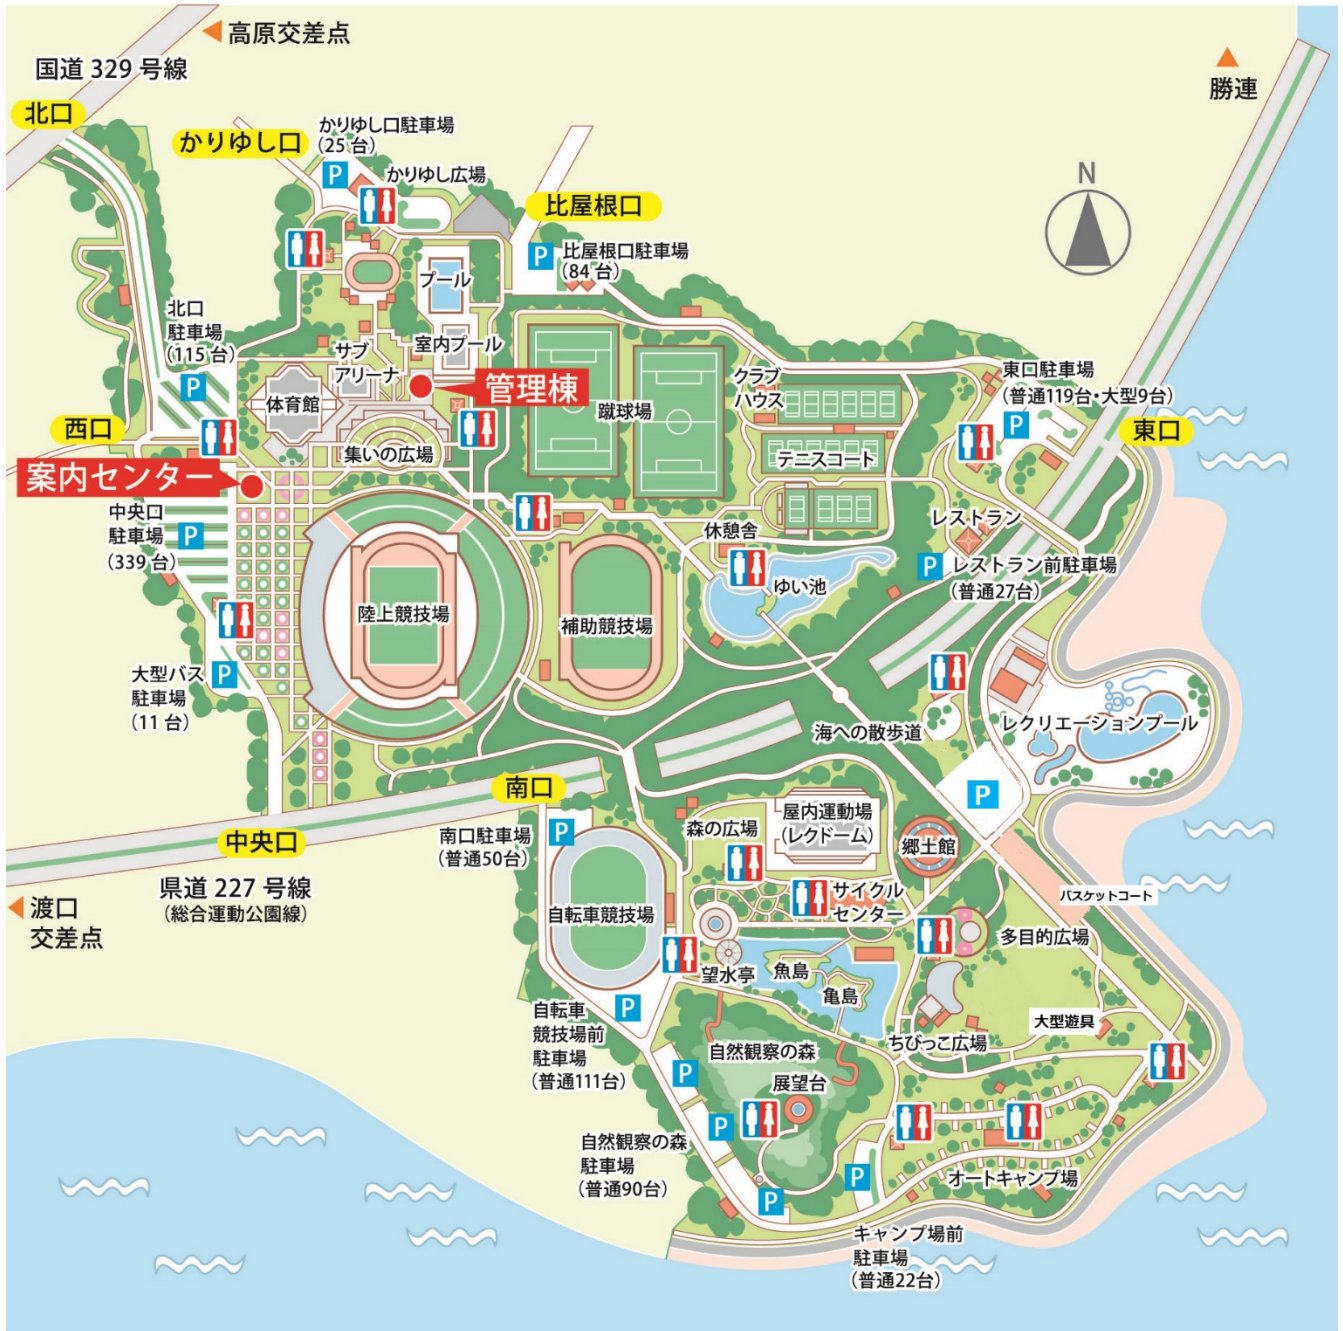 高原交差点
国道 329 号線
勝連
北口
かりゆし口
かりゆし口駐車場
(25 台)
P
かりゆし広場
N
比屋根口
P
比屋根口駐車場
(84 台)
プール
北口
駐車場
(115 台)
P
サブ
アリーナ
室内プール
管理棟
体育館
クラブ
ハウス
東口駐車場
(普通119台・大型9台)
P
蹴球場
西口
東口
集いの広場
テニスコート
案内センター
中央口
駐車場
(339 台)
P
休憩舎
レストラン
P
レストラン前駐車場
(普通27台)
ゆい池
陸上競技場
補助競技場
大型バス
駐車場
(11 台)
P
海への散歩道
レクリエーションプール
P
南口
南口駐車場
(普通50台)
P
森の広場
屋内運動場
(レクドーム)
郷土館
中央口
県道 227 号線
(総合運動公園線)
渡口
交差点
サイクル
センター
バスケットコート
自転車競技場
多目的広場
望水亭
魚島
亀島
自転車
競技場前
駐車場
(普通111台)
P
大型遊具
ちびっこ広場
自然観察の森
展望台
P
P
自然観察の森
駐車場
(普通90台)
P
P
オートキャンプ場
キャンプ場前
駐車場
(普通22台)